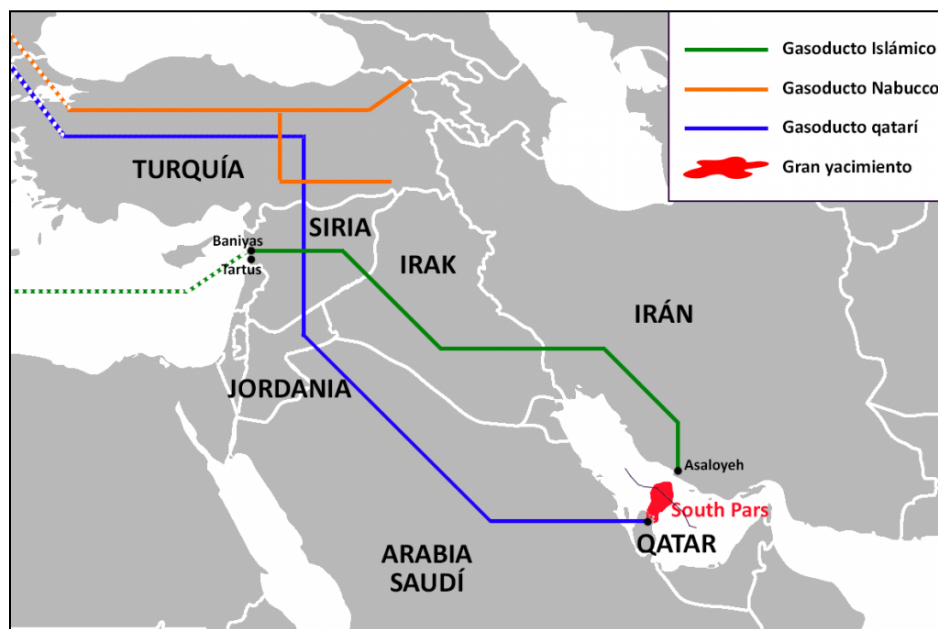 Gasoducto Islámico
Gasoducto Nabucco
Gasoducto qatarí
Gran yacimiento
TURQUÍA
SIRIA
Baniyas
Tartus
IRAK
IRÁN
JORDANIA
Asaloyeh
South Pars
QATAR
ARABIA
SAUDÍ